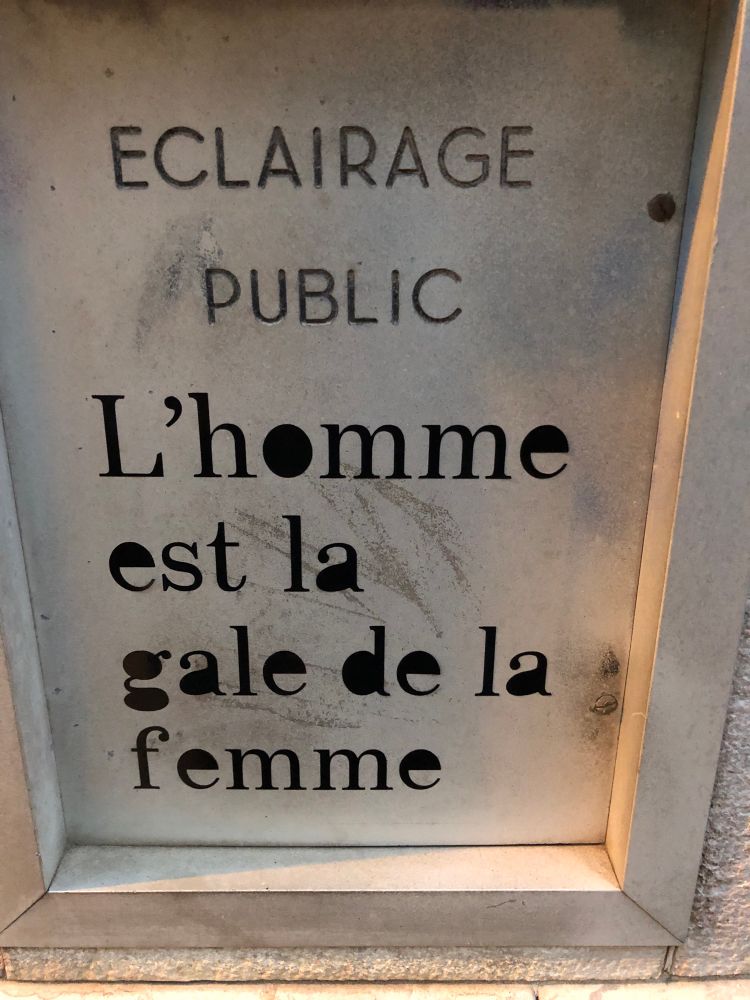 ECLAIRAGE
PUBLIC
L'homme
est la
gale de la
femme